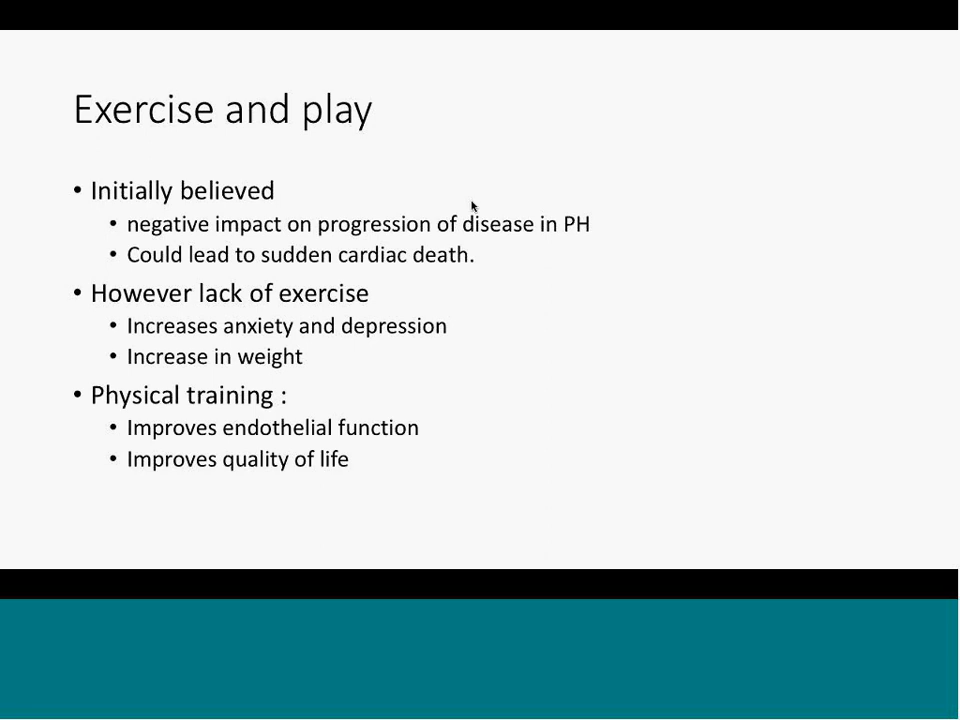 Exercise and play
• Initially believed
• negative impact on progression of disease in PH
• Could lead to sudden cardiac death.
• However lack of exercise
• Increases anxiety and depression
• Increase in weight
• Physical training :
• Improves endothelial function
• Improves quality of life